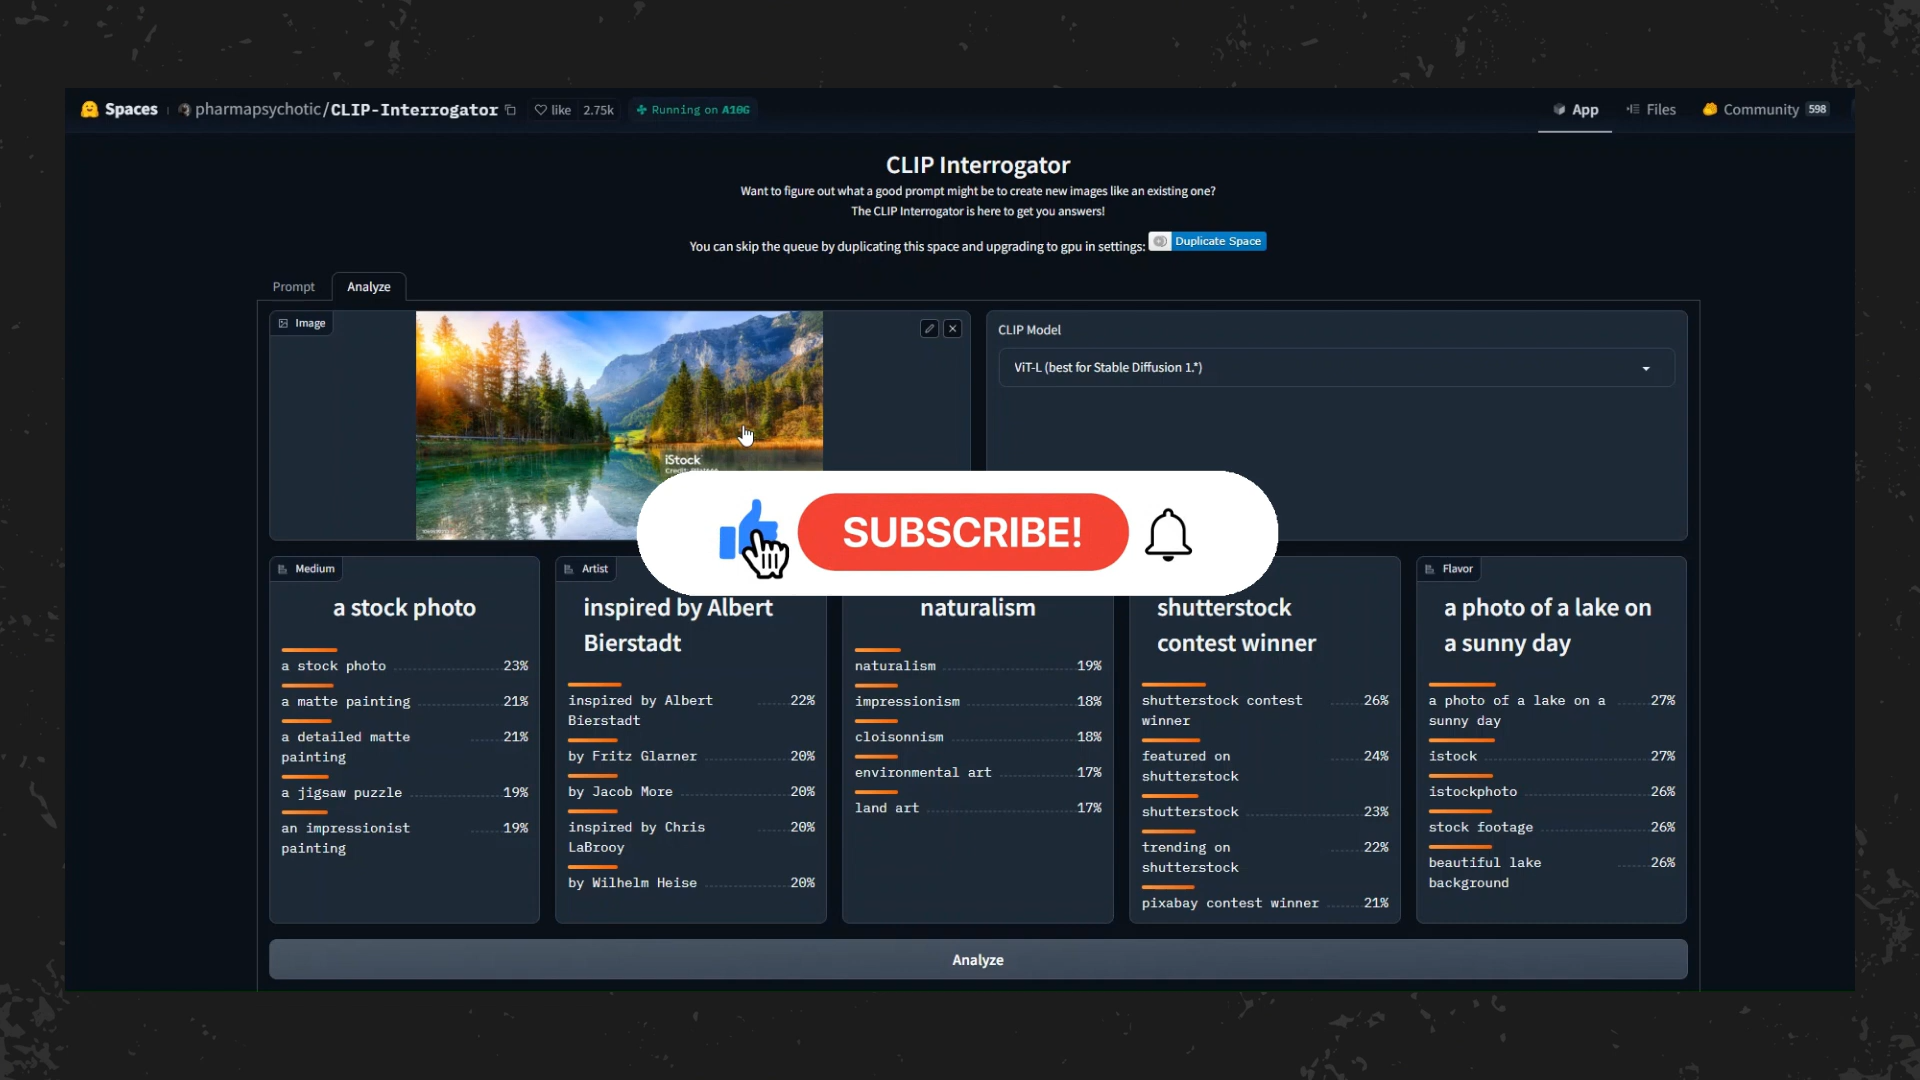 Spaces
pharmapsychotic/CLIP-Interrogator
like
2.75k
Running on A10G
App
Files
Community 598
CLIP Interrogator
Want to figure out what a good prompt might be to create new images like an existing one?
The CLIP Interrogator is here to get you answers!
You can skip the queue by duplicating this space and upgrading to gpu in settings:
Duplicate Space
Prompt
Analyze
Image
iStock
CLIP Model
ViT-L (best for Stable Diffusion 1.*)
SUBSCRIBE!
Medium
a stock photo
a stock photo 23%
a matte painting 21%
a detailed matte 21%
painting
a jigsaw puzzle 19%
an impressionist 19%
painting
Artist
inspired by Albert
Bierstadt
inspired by Albert 22%
Bierstadt
by Fritz Glarner 20%
by Jacob More 20%
inspired by Chris 20%
LaBrooy
by Wilhelm Heise 20%
naturalism
naturalism 19%
impressionism 18%
cloisonnism 18%
environmental art 17%
land art 17%
shutterstock
contest winner
shutterstock contest 26%
winner
featured on 24%
shutterstock
shutterstock 23%
trending on 22%
shutterstock
pixabay contest winner 21%
Flavor
a photo of a lake on
a sunny day
a photo of a lake on a 27%
sunny day
istock 27%
istockphoto 26%
stock footage 26%
beautiful lake 26%
background
Analyze